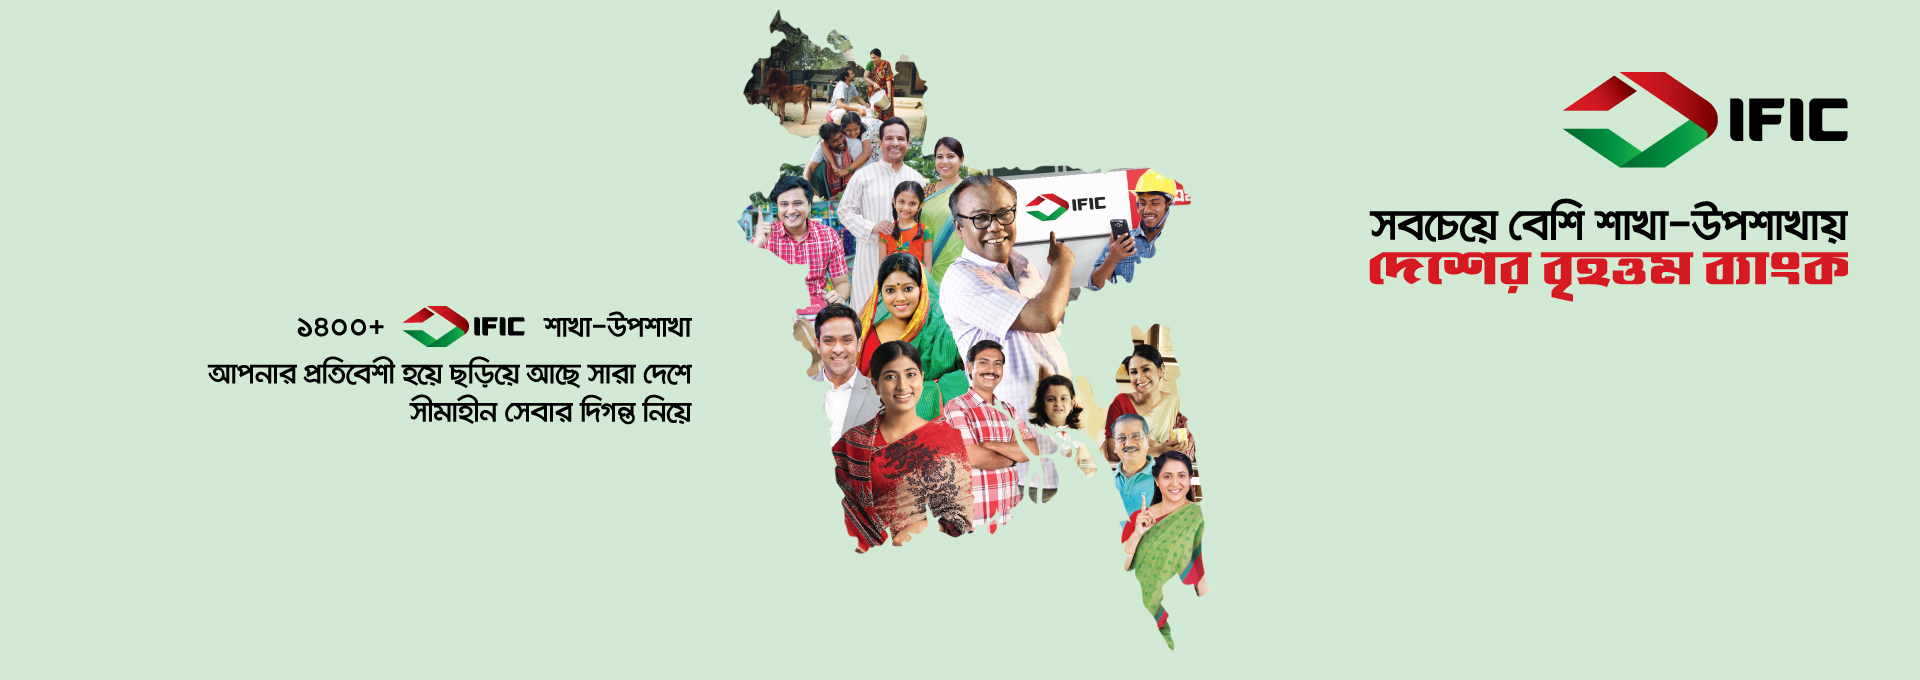 ১৪০০+ IFIC শাখা-উপশাখা
আপনার প্রতিবেশী হয়ে ছড়িয়ে আছে সারা দেশে
সীমাহীন সেবার দিগন্ত নিয়ে
IFIC
IFIC
সবচেয়ে বেশি শাখা-উপশাখায়
দেশের বৃহত্তম ব্যাংক